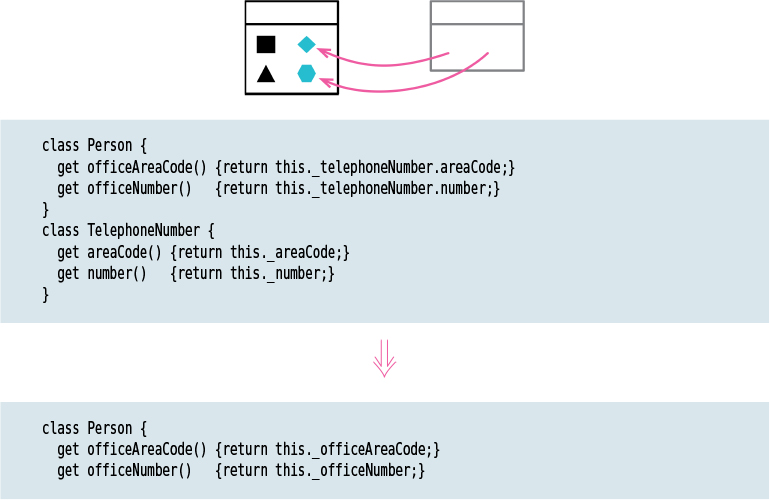 class Person {
  get officeAreaCode() {return this._telephoneNumber.areaCode;}
  get officeNumber()   {return this._telephoneNumber.number;}
}
class TelephoneNumber {
  get areaCode() {return this._areaCode;}
  get number()   {return this._number;}
}
class Person {
  get officeAreaCode() {return this._officeAreaCode;}
  get officeNumber()   {return this._officeNumber;}